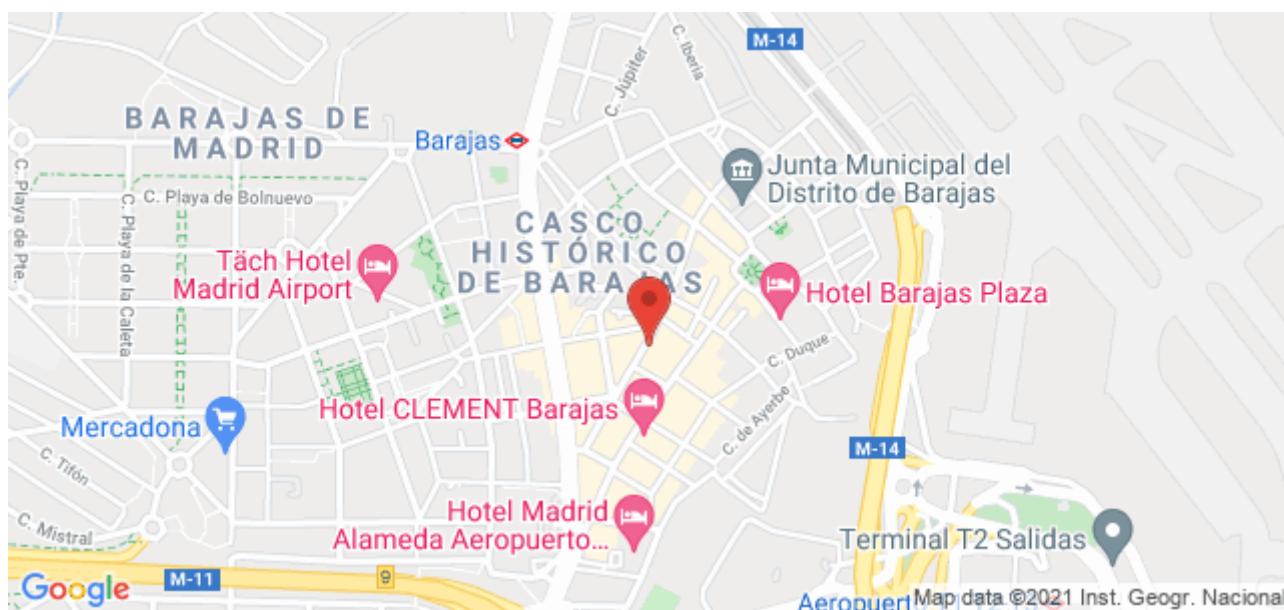 M-14
C. Júpiter
C. Iberia
BARAJAS DE
MADRID
Barajas
Junta Municipal del
Distrito de Barajas
C. Playa de Pte.
C. Playa de Bolnuevo
C. Playa de la Caleta
CASCO
HISTÓRICO
DE BARAJAS
Täch Hotel
Madrid Airport
Hotel Barajas Plaza
C. Duque
Hotel CLEMENT Barajas
C. de Ayerbe
Mercadona
M-14
C. Tifón
C. Mistral
Hotel Madrid
Alameda Aeropuerto...
Terminal T2 Salidas
M-11
9
Google
Map data ©2021 Inst. Geogr. Naciona